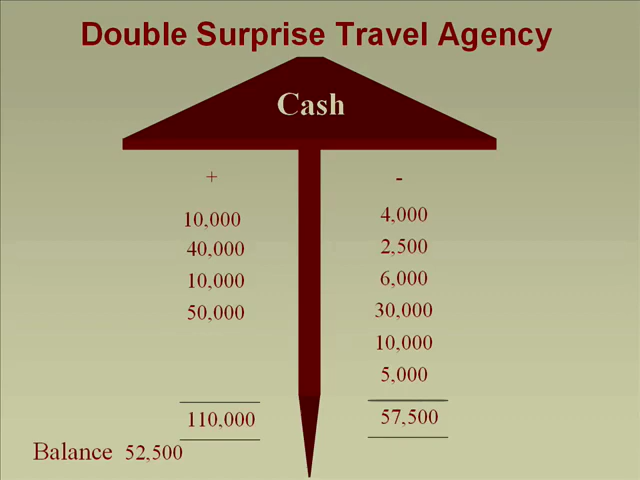 Double Surprise Travel Agency
Cash
+ -
10,000 4,000
40,000 2,500
10,000 6,000
50,000 30,000
10,000
5,000
110,000 57,500
Balance 52,500